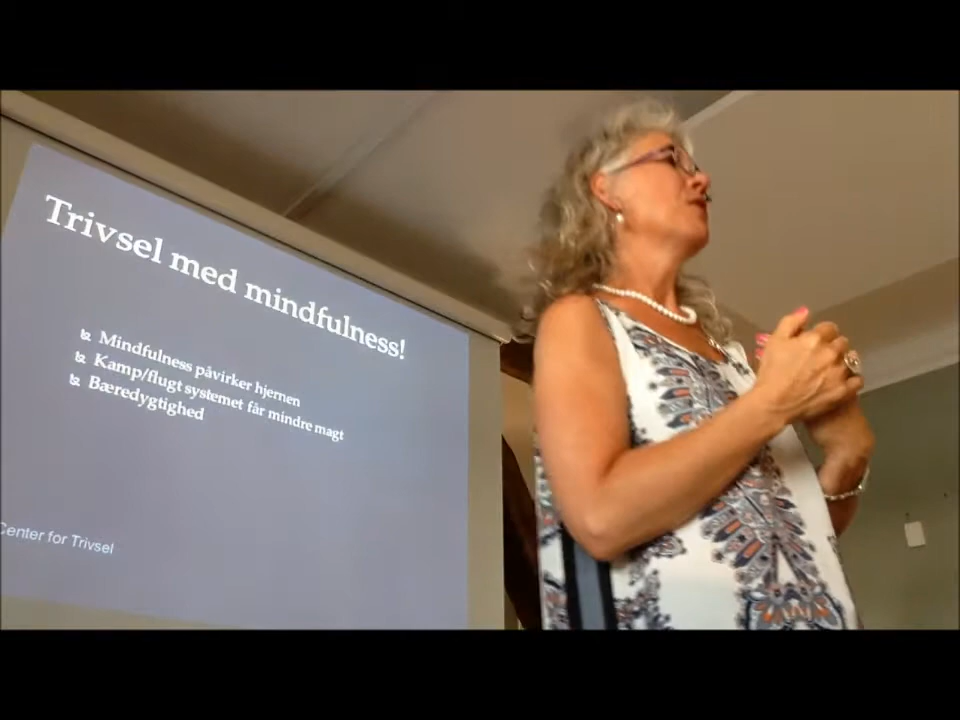 Trivsel med mindfulness!
Mindfulness påvirker hjernen
Kamp/flugt systemet får mindre magt
Bæredygtighed
Center for Trivsel